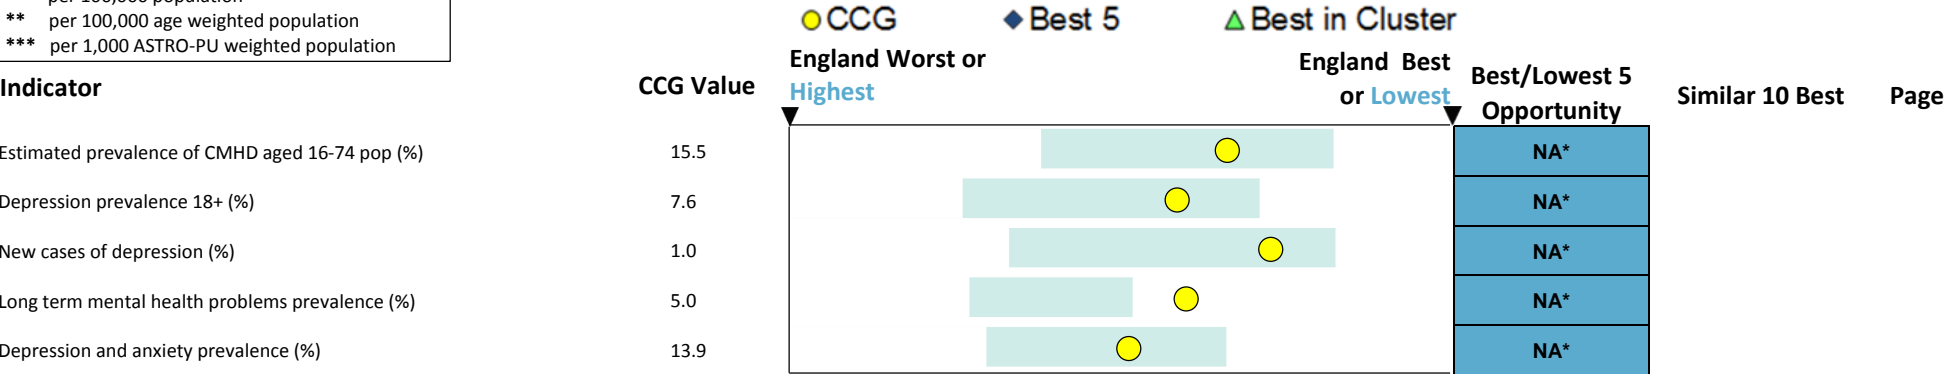 per 100,000 population
** per 100,000 age weighted population
*** per 1,000 ASTRO-PU weighted population
CCG Best 5 Best in Cluster
Indicator CCG Value England Worst or Highest England Best or Lowest Best/Lowest 5 Opportunity Similar 10 Best Page
Estimated prevalence of CMHD aged 16-74 pop (%) 15.5 NA*
Depression prevalence 18+ (%) 7.6 NA*
New cases of depression (%) 1.0 NA*
Long term mental health problems prevalence (%) 5.0 NA*
Depression and anxiety prevalence (%) 13.9 NA*